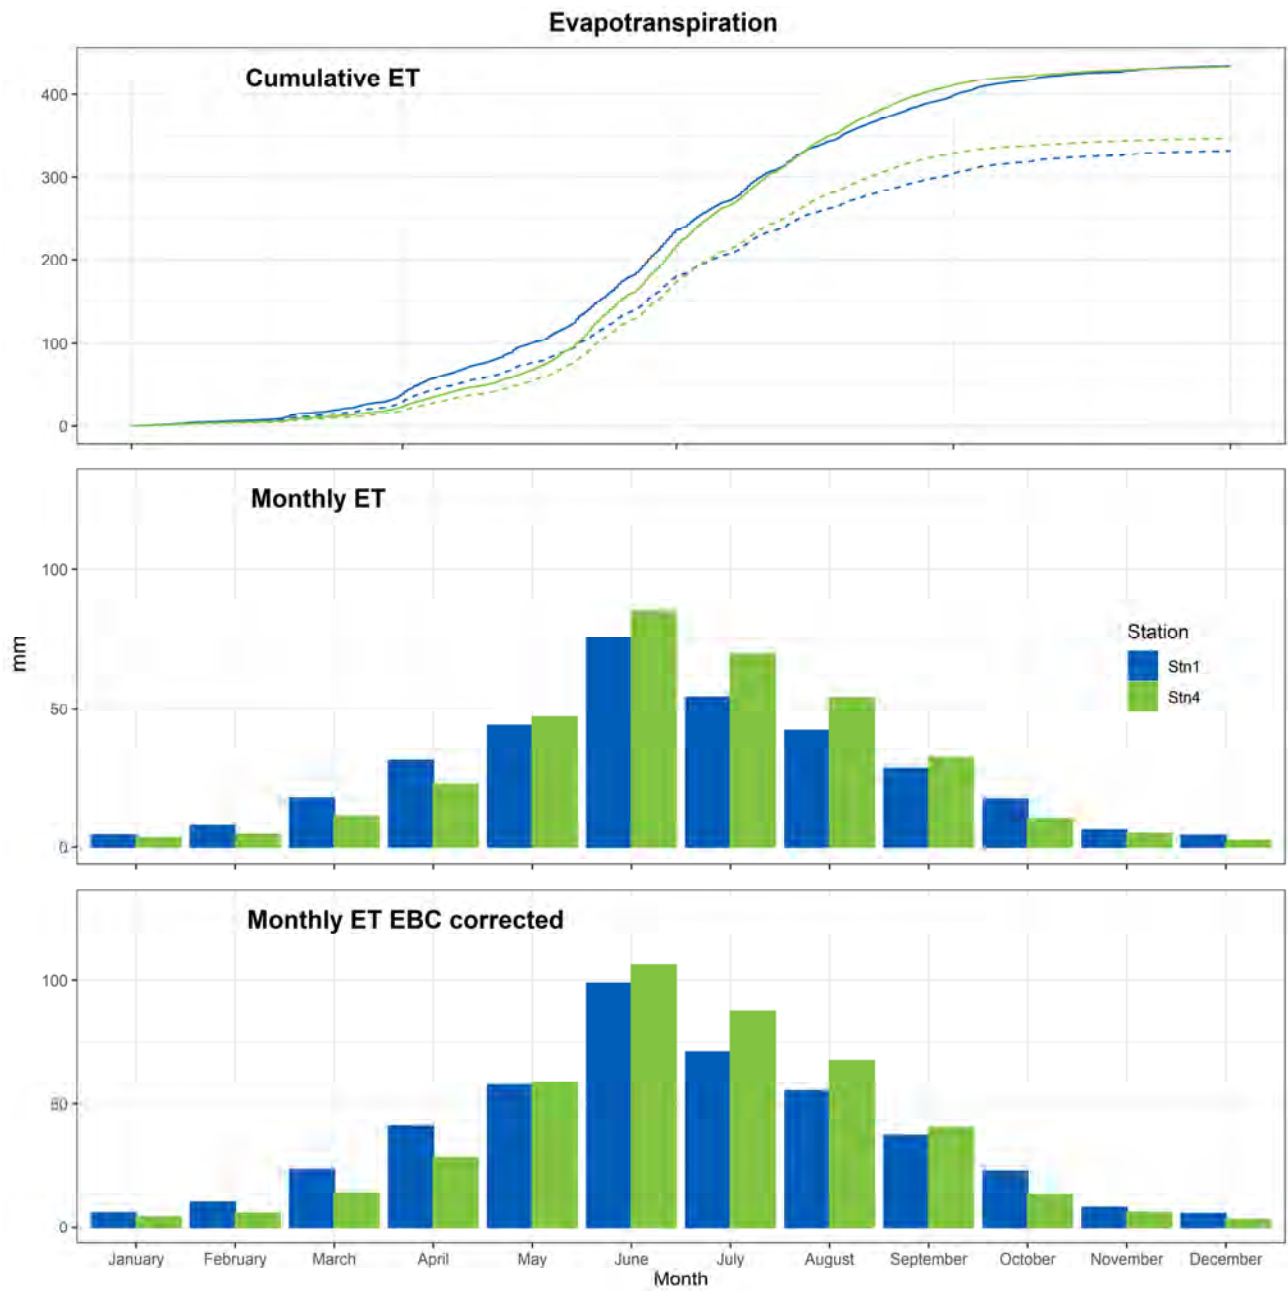 Evapotranspiration
Cumulative ET
400
300
200
100
0
Monthly ET
100
50
0
mm
Station
Stn1
Stn4
Monthly ET EBC corrected
100
50
0
January February March April May June July August September October November December
Month